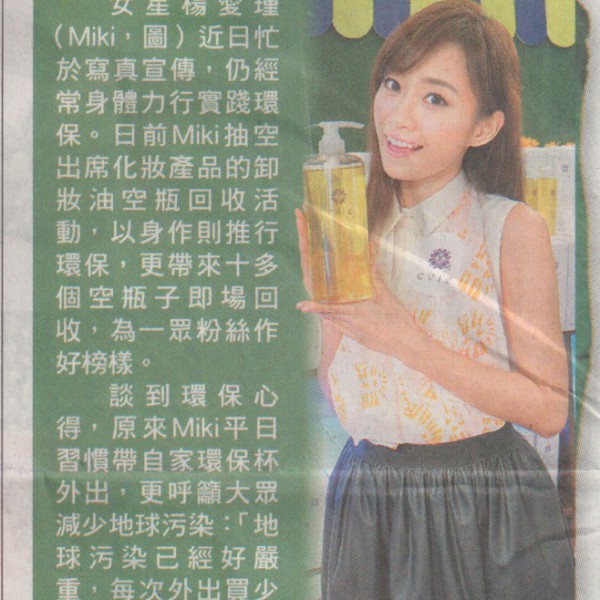 女星楊愛瑾
（Miki，圖）近日忙
於寫真宣傳，仍經
常身體力行實踐環
保。日前Miki抽空
出席化妝產品的卸
妝油空瓶回收活
動，以身作則推行
環保，更帶來十多
個空瓶子即場回
收，為一眾粉絲作
好榜樣。
談到環保心
得，原來Miki平日
習慣帶自家環保杯
外出，更呼籲大眾
減少地球污染：「地
球污染已經好嚴
重，每次外出買少